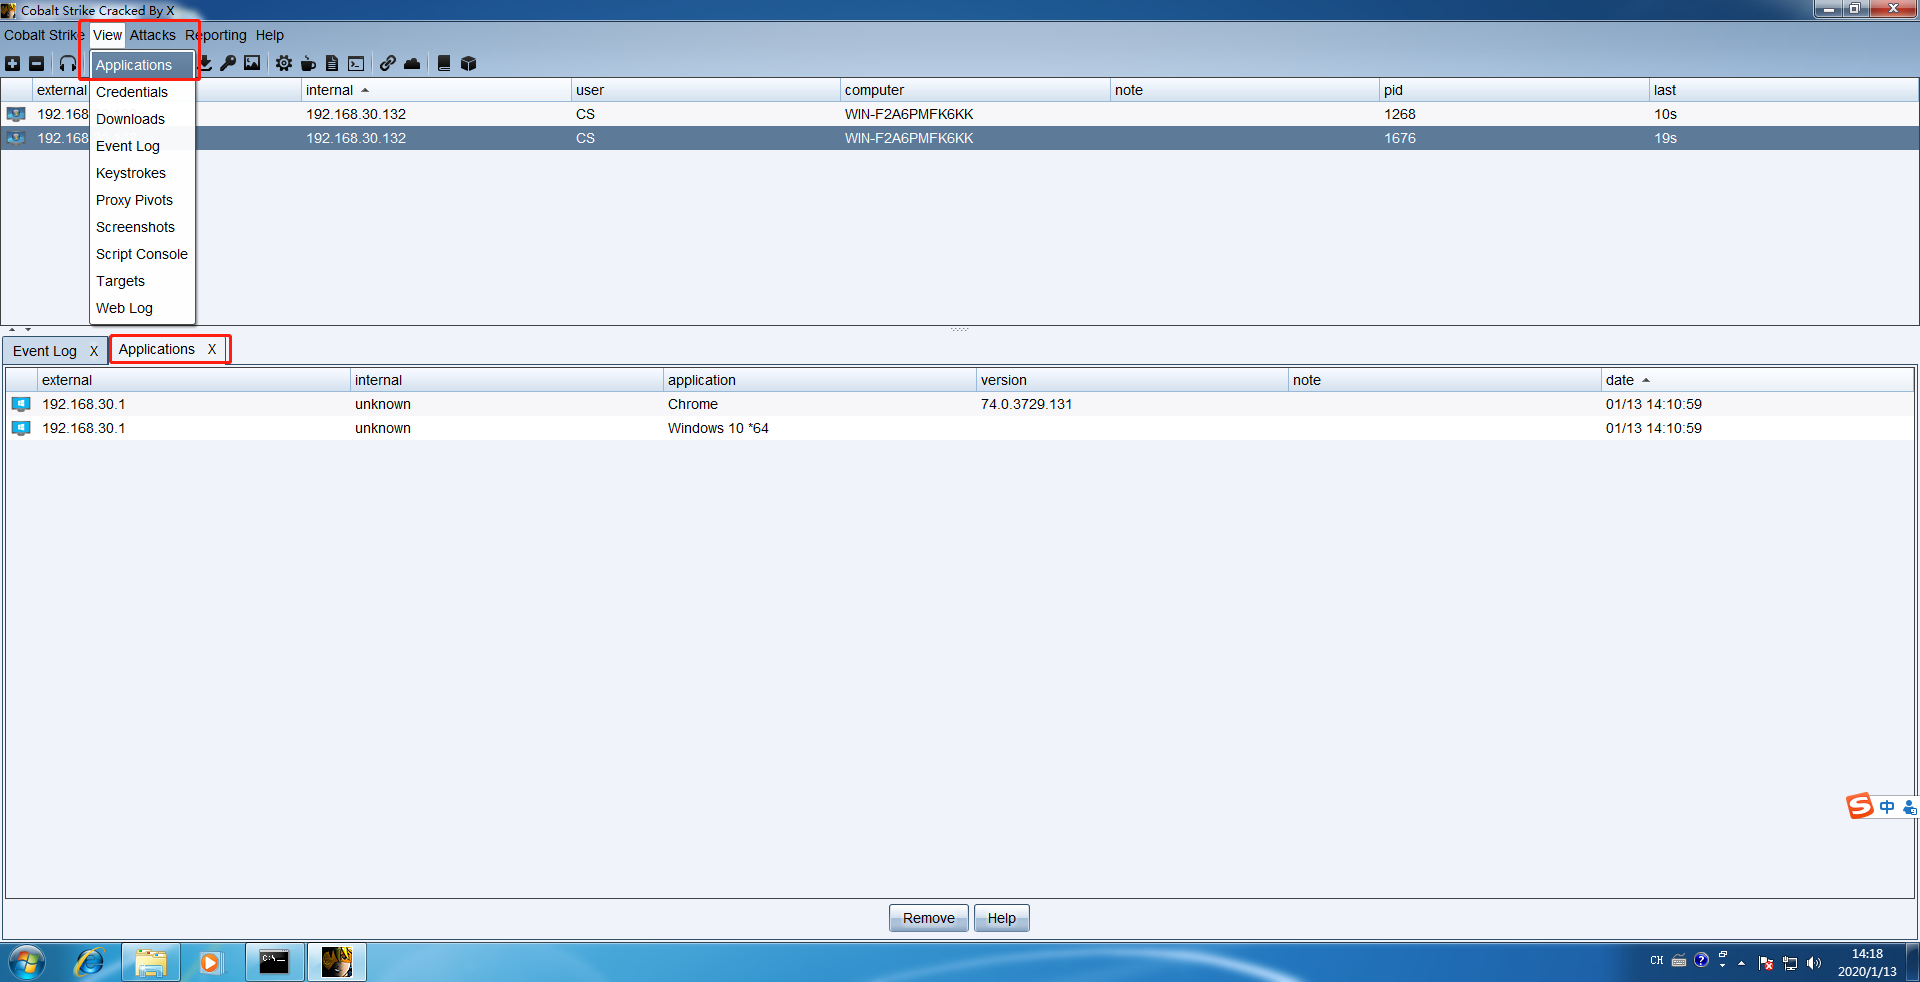 Cobalt Strike Cracked By X
Cobalt Strike View Attacks Reporting Help
Applications
Credentials
Downloads
Event Log
Keystrokes
Proxy Pivots
Screenshots
Script Console
Targets
Web Log
external internal user computer note pid last
192.168 192.168.30.132 CS WIN-F2A6PMFK6KK 1268 10s
192.168 192.168.30.132 CS WIN-F2A6PMFK6KK 1676 19s
Event Log X Applications X
external internal application version note date
192.168.30.1 unknown Chrome 74.0.3729.131 01/13 14:10:59
192.168.30.1 unknown Windows 10 *64 01/13 14:10:59
S 中
Remove Help
C:\_
CH ? 14:18
2020/1/13